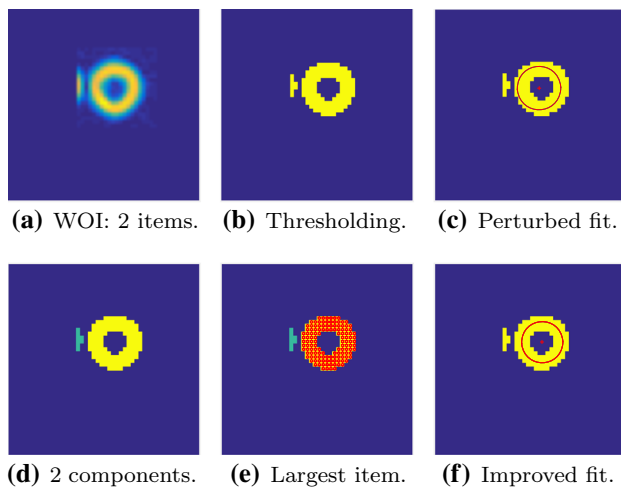 (a) WOI: 2 items. (b) Thresholding. (c) Perturbed fit.
(d) 2 components. (e) Largest item. (f) Improved fit.